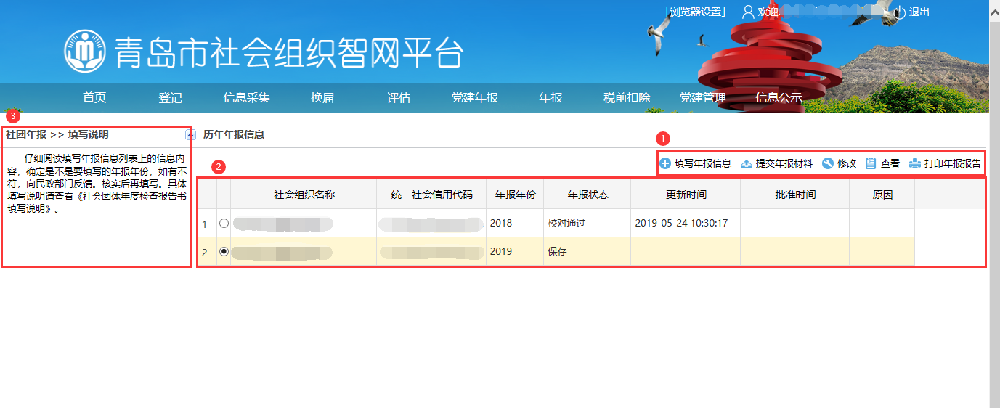 「浏览器设置」 欢迎, 退出
青岛市社会组织智网平台
首页 登记 信息采集 换届 评估 党建年报 年报 税前扣除 党建管理 信息公示
3
社团年报 >> 填写说明
仔细阅读填写年报信息列表上的信息内
容，确定是不是要填写的年报年份，如有不
符，向民政部门反馈。核实后再填写。具体
填写说明请查看《社会团体年度检查报告书
填写说明》。
历年年报信息
1
填写年报信息 提交年报材料 修改 查看 打印年报报告
2
社会组织名称 统一社会信用代码 年报年份 年报状态 更新时间 批准时间 原因
1 2018 校对通过 2019-05-24 10:30:17
2 2019 保存